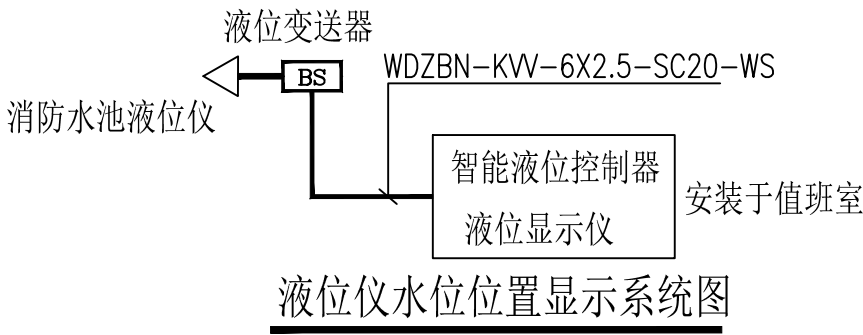 液位变送器
BS
WDZBN-KVV-6X2.5-SC20-WS
消防水池液位仪
智能液位控制器
液位显示仪
安装于值班室
液位仪水位位置显示系统图